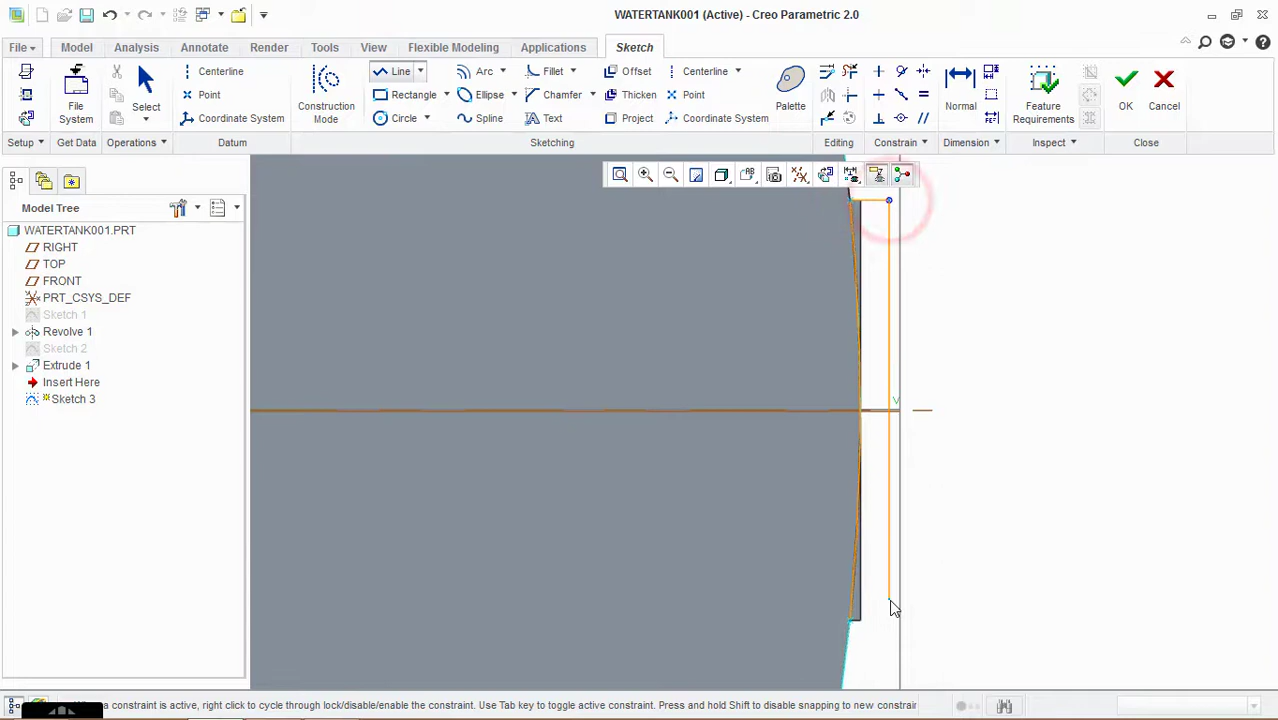 WATERTANK001 (Active) - Creo Parametric 2.0
File Model Analysis Annotate Render Tools View Flexible Modeling Applications Sketch
Centerline Line Arc Fillet Offset Centerline
Point Rectangle Ellipse Chamfer Thicken Point
Coordinate System Circle Spline Text Project Coordinate System
File System Select Construction Mode Palette Normal Feature Requirements OK Cancel
Setup Get Data Operations Datum Sketching Editing Constrain Dimension Inspect Close
Model Tree
WATERTANK001.PRT
RIGHT
TOP
FRONT
PRT_CSYS_DEF
Sketch 1
Revolve 1
Sketch 2
Extrude 1
Insert Here
Sketch 3
V
a constraint is active, right click to cycle through lock/disable/enable the constraint. Use Tab key to toggle active constraint. Press and hold Shift to disable snapping to new constrair